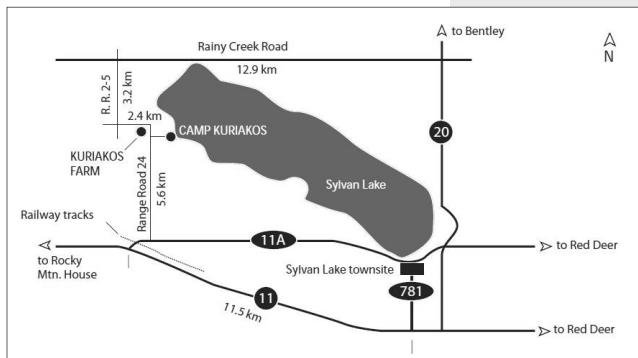 to Bentley
Rainy Creek Road
12.9 km
N
R. R. 2-5
3.2 km
2.4 km
CAMP KURIAKOS
20
KURIAKOS
FARM
Range Road 24
5.6 km
Sylvan Lake
Railway tracks
11A
to Rocky
Mtn. House
to Red Deer
Sylvan Lake townsite
781
11
11.5 km
to Red Deer